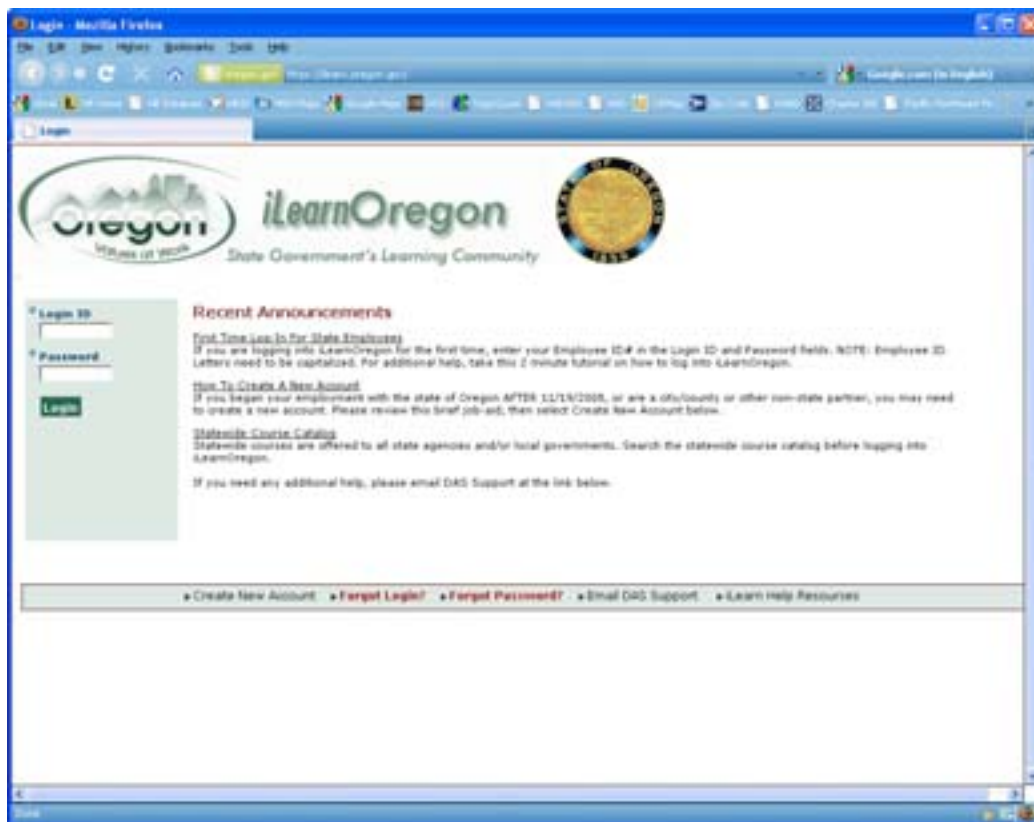 Login - Mozilla Firefox
File Edit View History Bookmarks Tools Help
Login
Oregon
Values at Work
iLearnOregon
State Government's Learning Community
STATE OF OREGON
1859
* Login ID
* Password
Login
Recent Announcements
First Time Log In For State Employees
If you are logging into iLearnOregon for the first time, enter your Employee ID# in the Login ID and Password fields. NOTE: Employee ID
Letters need to be capitalized. For additional help, take this 2 minute tutorial on how to log into iLearnOregon.
How To Create A New Account
If you began your employment with the state of Oregon AFTER 11/19/2008, or are a city/county or other non-state partner, you may need
to create a new account. Please review this brief job-aid, then select Create New Account below.
Statewide Course Catalog
Statewide courses are offered to all state agencies and/or local governments. Search the statewide course catalog before logging into
iLearnOregon.
If you need any additional help, please email DAS Support at the link below.
Create New Account Forgot Login? Forgot Password? Email DAS Support iLearn Help Resources
Done